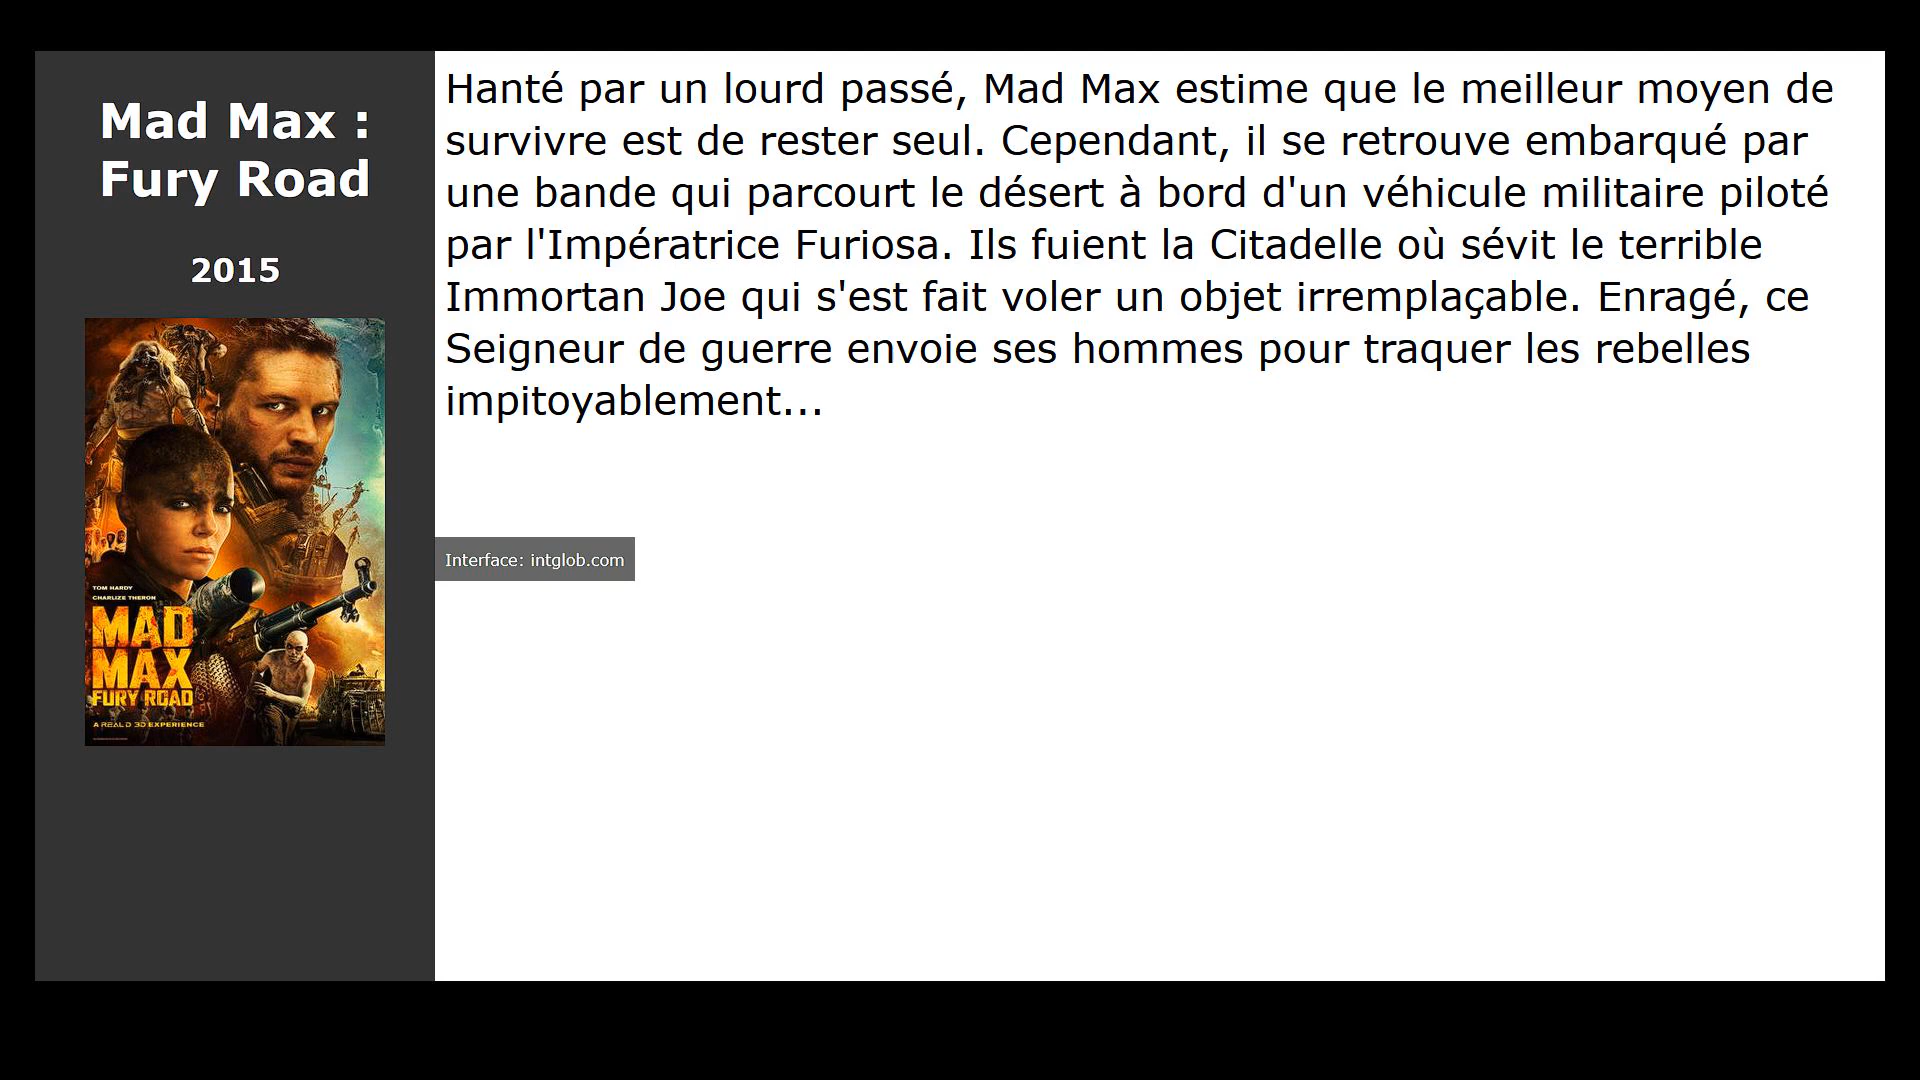 Mad Max :
Fury Road
2015
TOM HARDY
CHARLIZE THERON
MAD
MAX
FURY ROAD
A REAL D 3D EXPERIENCE
Hanté par un lourd passé, Mad Max estime que le meilleur moyen de
survivre est de rester seul. Cependant, il se retrouve embarqué par
une bande qui parcourt le désert à bord d'un véhicule militaire piloté
par l'Impératrice Furiosa. Ils fuient la Citadelle où sévit le terrible
Immortan Joe qui s'est fait voler un objet irremplaçable. Enragé, ce
Seigneur de guerre envoie ses hommes pour traquer les rebelles
impitoyablement...
Interface: intglob.com